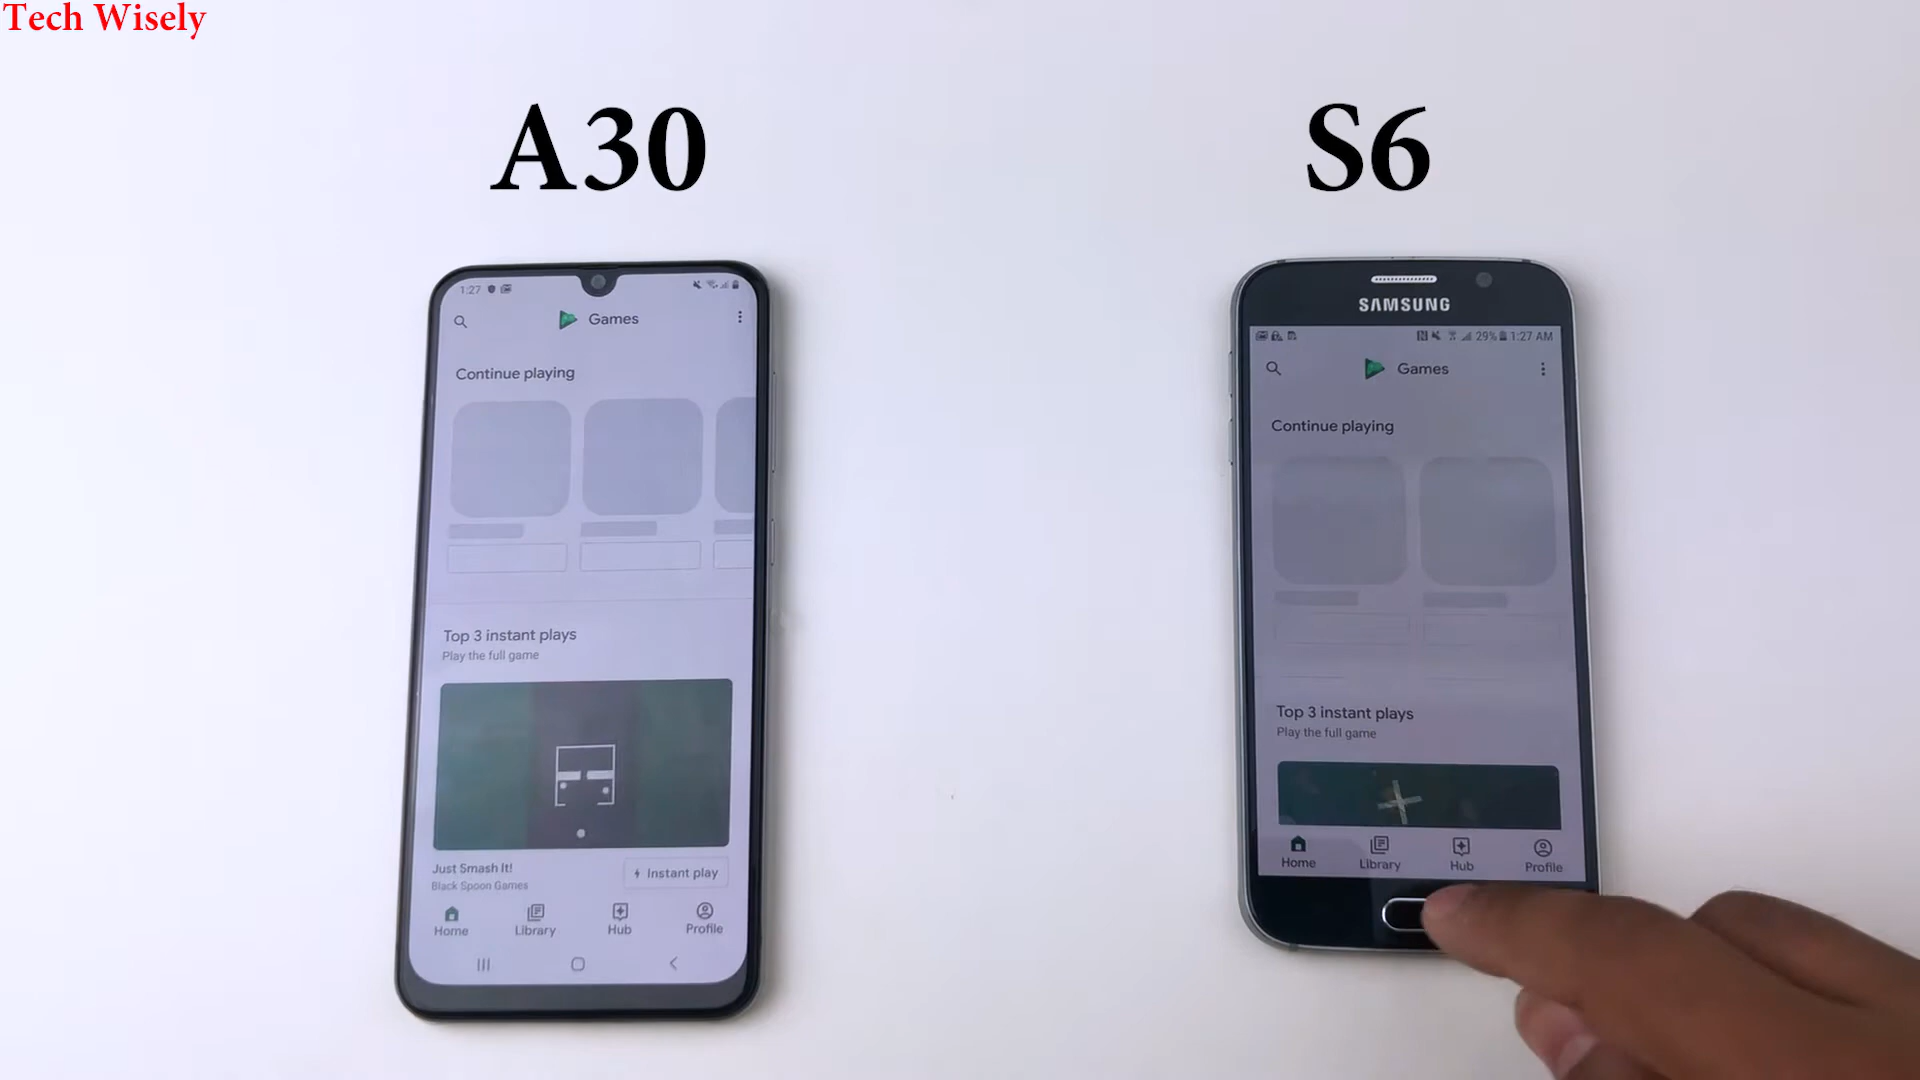 Tech Wisely
A30
S6
1:27
Games
Continue playing
Top 3 instant plays
Play the full game
Just Smash It!
Black Spoon Games
Instant play
Home
Library
Hub
Profile
SAMSUNG
29% 1:27 AM
Games
Continue playing
Top 3 instant plays
Play the full game
Home
Library
Hub
Profile